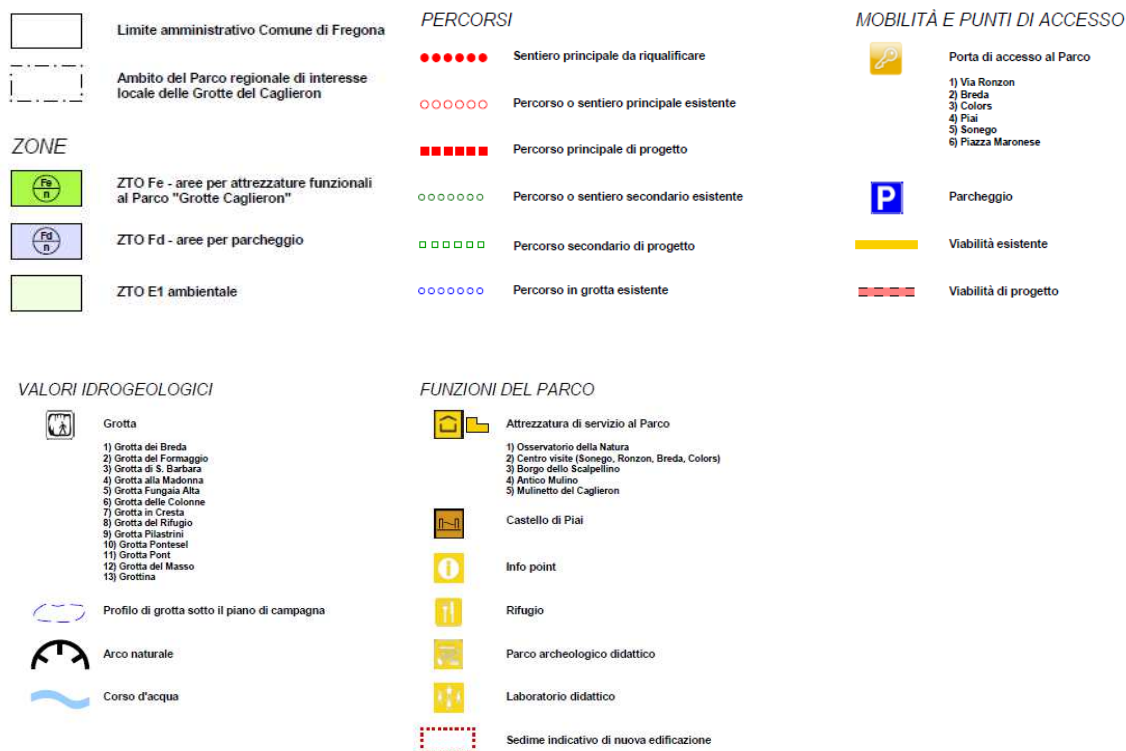 Limite amministrativo Comune di Fregona
Ambito del Parco regionale di interesse
locale delle Grotte del Caglieron
ZONE
Fe
n
ZTO Fe - aree per attrezzature funzionali
al Parco "Grotte Caglieron"
Fd
n
ZTO Fd - aree per parcheggio
ZTO E1 ambientale
PERCORSI
Sentiero principale da riqualificare
Percorso o sentiero principale esistente
Percorso principale di progetto
Percorso o sentiero secondario esistente
Percorso secondario di progetto
Percorso in grotta esistente
MOBILITÀ E PUNTI DI ACCESSO
Porta di accesso al Parco
1) Via Ronzon
2) Breda
3) Colors
4) Piai
5) Sonego
6) Piazza Maronese
P
Parcheggio
Viabilità esistente
Viabilità di progetto
VALORI IDROGEOLOGICI
Grotta
1) Grotta dei Breda
2) Grotta del Formaggio
3) Grotta di S. Barbara
4) Grotta alla Madonna
5) Grotta Fungaia Alta
6) Grotta delle Colonne
7) Grotta in Cresta
8) Grotta del Rifugio
9) Grotta Pilastrini
10) Grotta Pontesel
11) Grotta Pont
12) Grotta del Masso
13) Grottina
Profilo di grotta sotto il piano di campagna
Arco naturale
Corso d'acqua
FUNZIONI DEL PARCO
Attrezzatura di servizio al Parco
1) Osservatorio della Natura
2) Centro visite (Sonego, Ronzon, Breda, Colors)
3) Borgo dello Scalpellino
4) Antico Mulino
5) Mulinetto del Caglieron
Castello di Piai
i
Info point
Rifugio
Parco archeologico didattico
Laboratorio didattico
Sedime indicativo di nuova edificazione